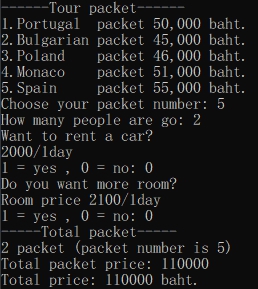 ------Tour packet------
1.Portugal  packet 50,000 baht.
2.Bulgarian packet 45,000 baht.
3.Poland    packet 46,000 baht.
4.Monaco    packet 51,000 baht.
5.Spain     packet 55,000 baht.
Choose your packet number: 5
How many people are go: 2
Want to rent a car?
2000/1day
1 = yes , 0 = no: 0
Do you want more room?
Room price 2100/1day
1 = yes , 0 = no: 0
-----Total packet-----
2 packet (packet number is 5)
Total packet price: 110000
Total price: 110000 baht.